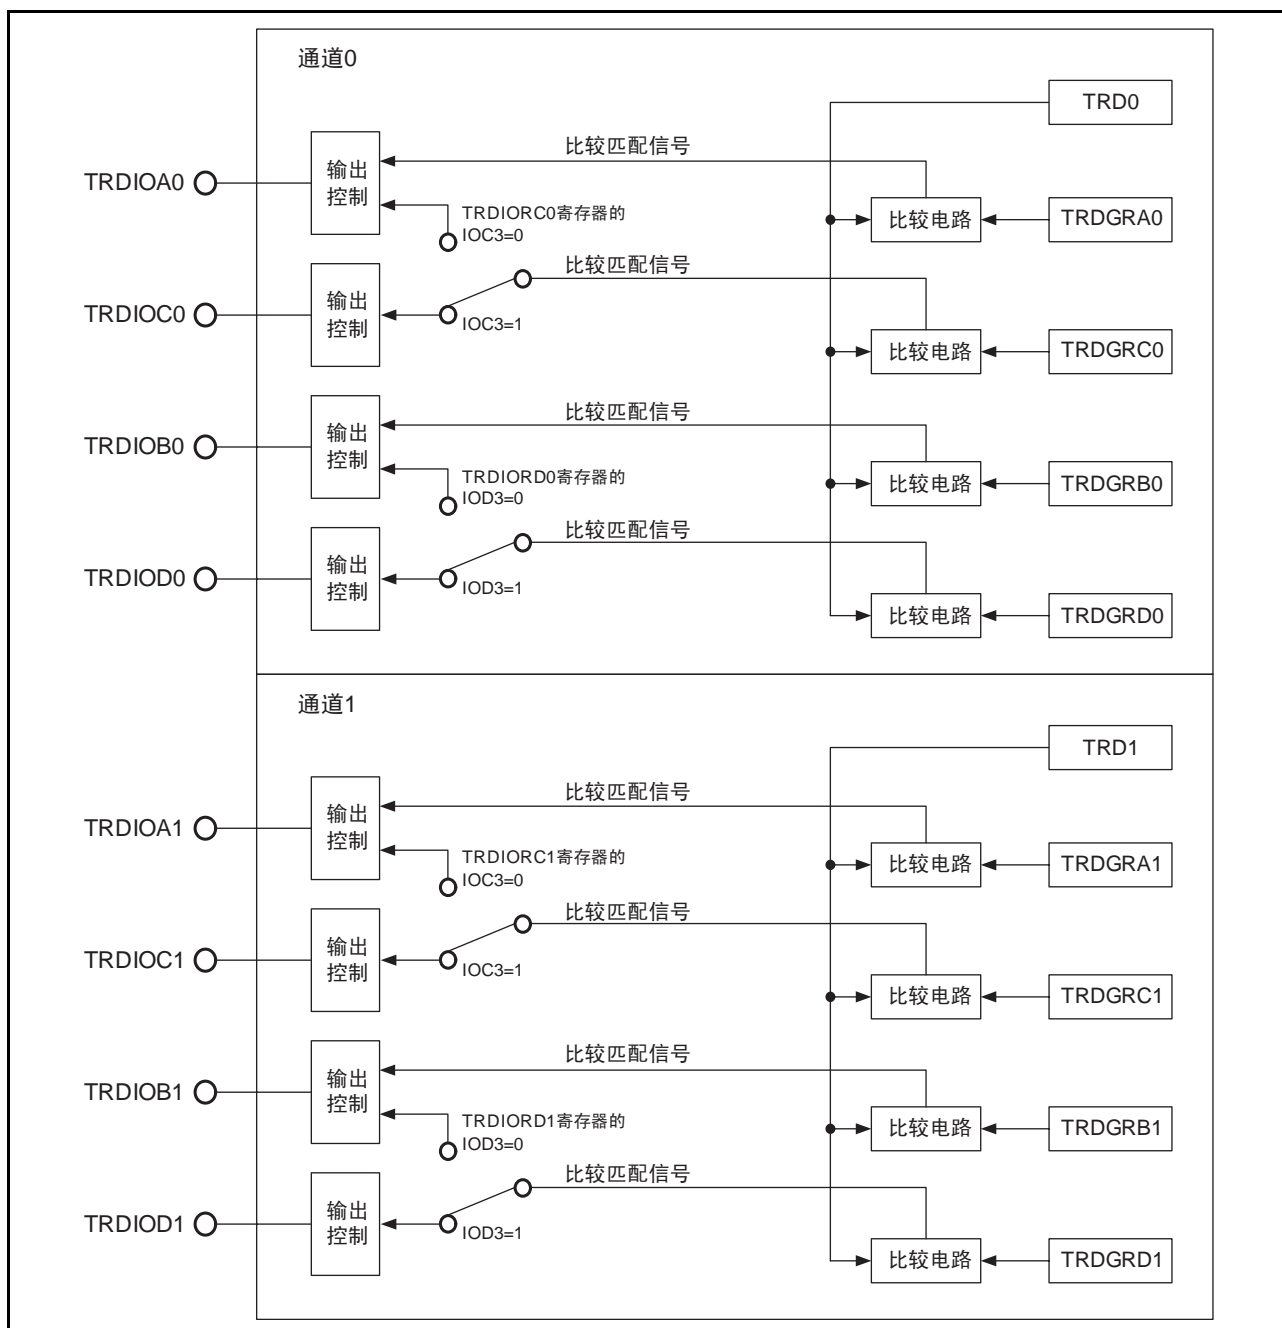 通道0
TRD0
比较匹配信号
输出
控制
TRDIOA0
TRDIORC0寄存器的
IOC3=0
比较电路
TRDGRA0
比较匹配信号
输出
控制
TRDIOC0
IOC3=1
比较电路
TRDGRC0
比较匹配信号
输出
控制
TRDIOB0
TRDIORD0寄存器的
IOD3=0
比较电路
TRDGRB0
比较匹配信号
输出
控制
TRDIOD0
IOD3=1
比较电路
TRDGRD0
通道1
TRD1
比较匹配信号
输出
控制
TRDIOA1
TRDIORC1寄存器的
IOC3=0
比较电路
TRDGRA1
比较匹配信号
输出
控制
TRDIOC1
IOC3=1
比较电路
TRDGRC1
比较匹配信号
输出
控制
TRDIOB1
TRDIORD1寄存器的
IOD3=0
比较电路
TRDGRB1
比较匹配信号
输出
控制
TRDIOD1
IOD3=1
比较电路
TRDGRD1